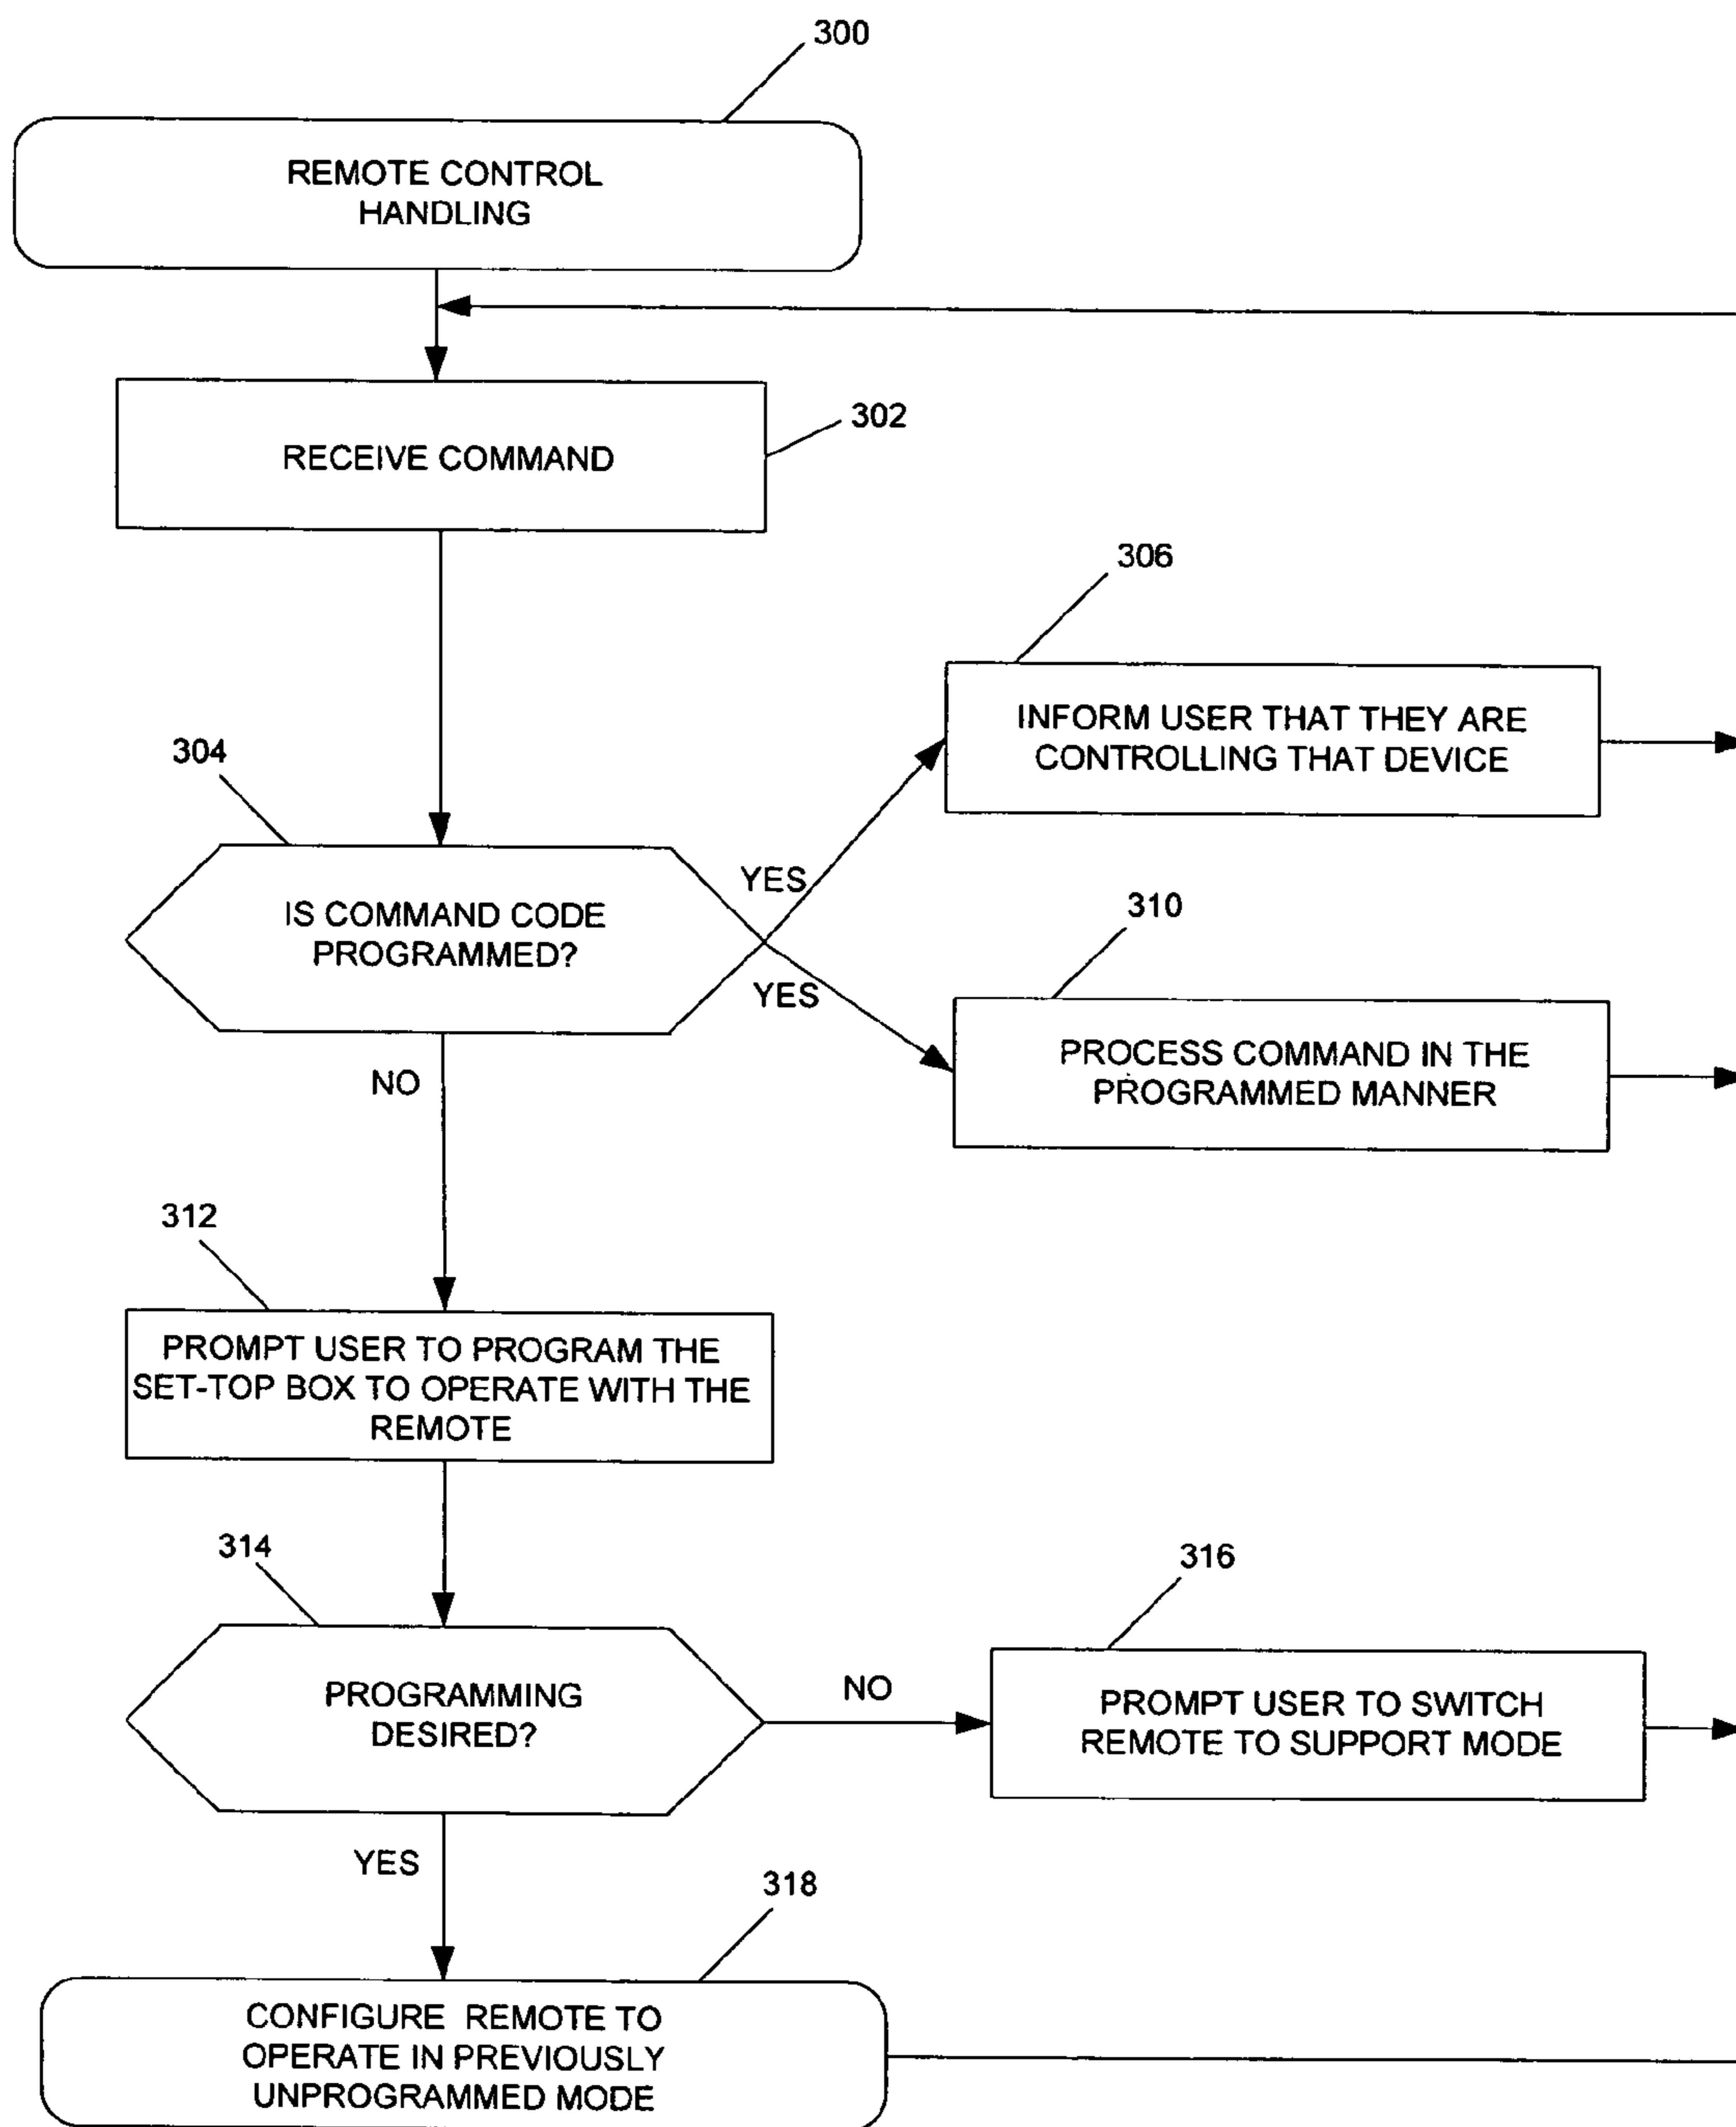 300
REMOTE CONTROL
HANDLING
302
RECEIVE COMMAND
306
INFORM USER THAT THEY ARE
CONTROLLING THAT DEVICE
304
YES
IS COMMAND CODE
PROGRAMMED?
310
YES
PROCESS COMMAND IN THE
PROGRAMMED MANNER
NO
312
PROMPT USER TO PROGRAM THE
SET-TOP BOX TO OPERATE WITH THE
REMOTE
314
316
PROGRAMMING
DESIRED?
NO
PROMPT USER TO SWITCH
REMOTE TO SUPPORT MODE
YES
318
CONFIGURE REMOTE TO
OPERATE IN PREVIOUSLY
UNPROGRAMMED MODE